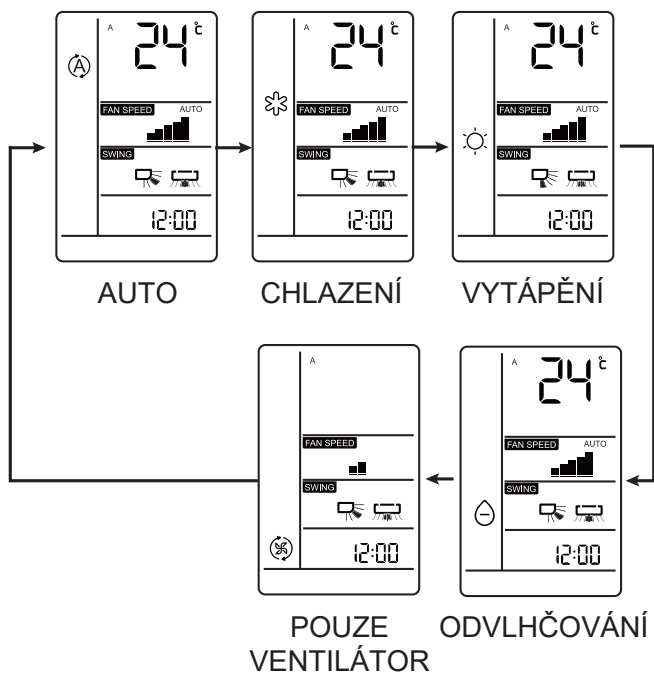 A
24 °c
FAN SPEED AUTO
SWING
12:00
AUTO
A
24 °c
FAN SPEED AUTO
SWING
12:00
CHLAZENÍ
A
24 °c
FAN SPEED AUTO
SWING
12:00
VYTÁPĚNÍ
A
FAN SPEED
SWING
12:00
POUZE
VENTILÁTOR
A
24 °c
FAN SPEED AUTO
SWING
12:00
ODVLHČOVÁNÍ